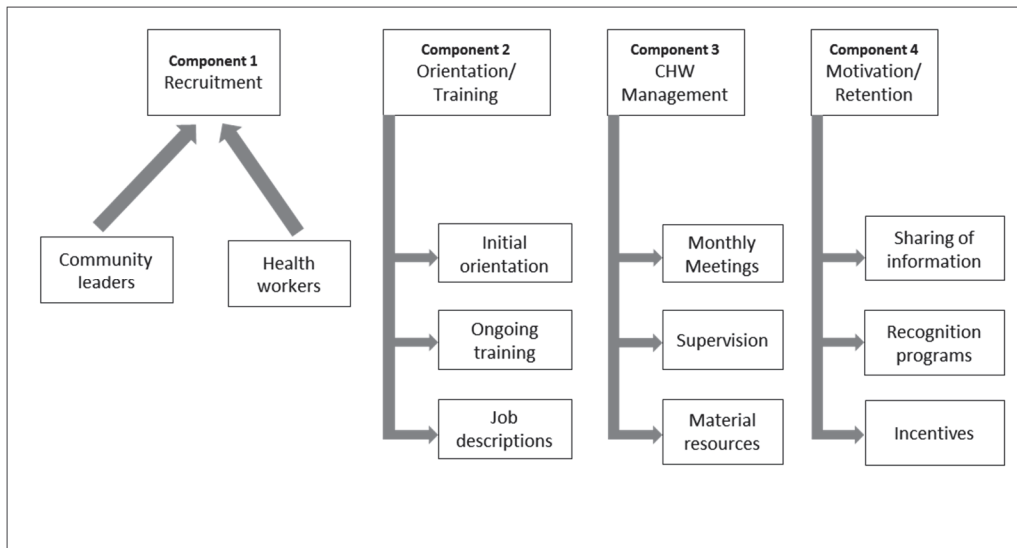 Component 1
Recruitment
Community
leaders
Health
workers
Component 2
Orientation/
Training
Initial
orientation
Ongoing
training
Job
descriptions
Component 3
CHW
Management
Monthly
Meetings
Supervision
Material
resources
Component 4
Motivation/
Retention
Sharing of
information
Recognition
programs
Incentives